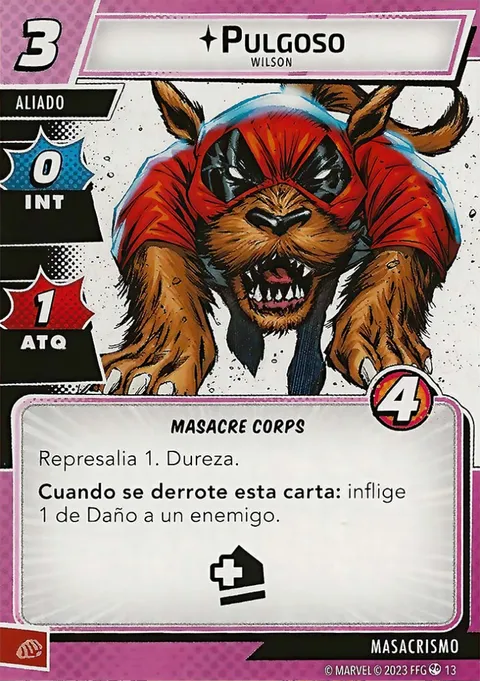 3
Pulgoso
WILSON
ALIADO
0
INT
1
ATQ
4
MASACRE CORPS
Represalia 1. Dureza.
Cuando se derrote esta carta: inflige
1 de Daño a un enemigo.
MASACRISMO
© MARVEL © 2023 FFG 13